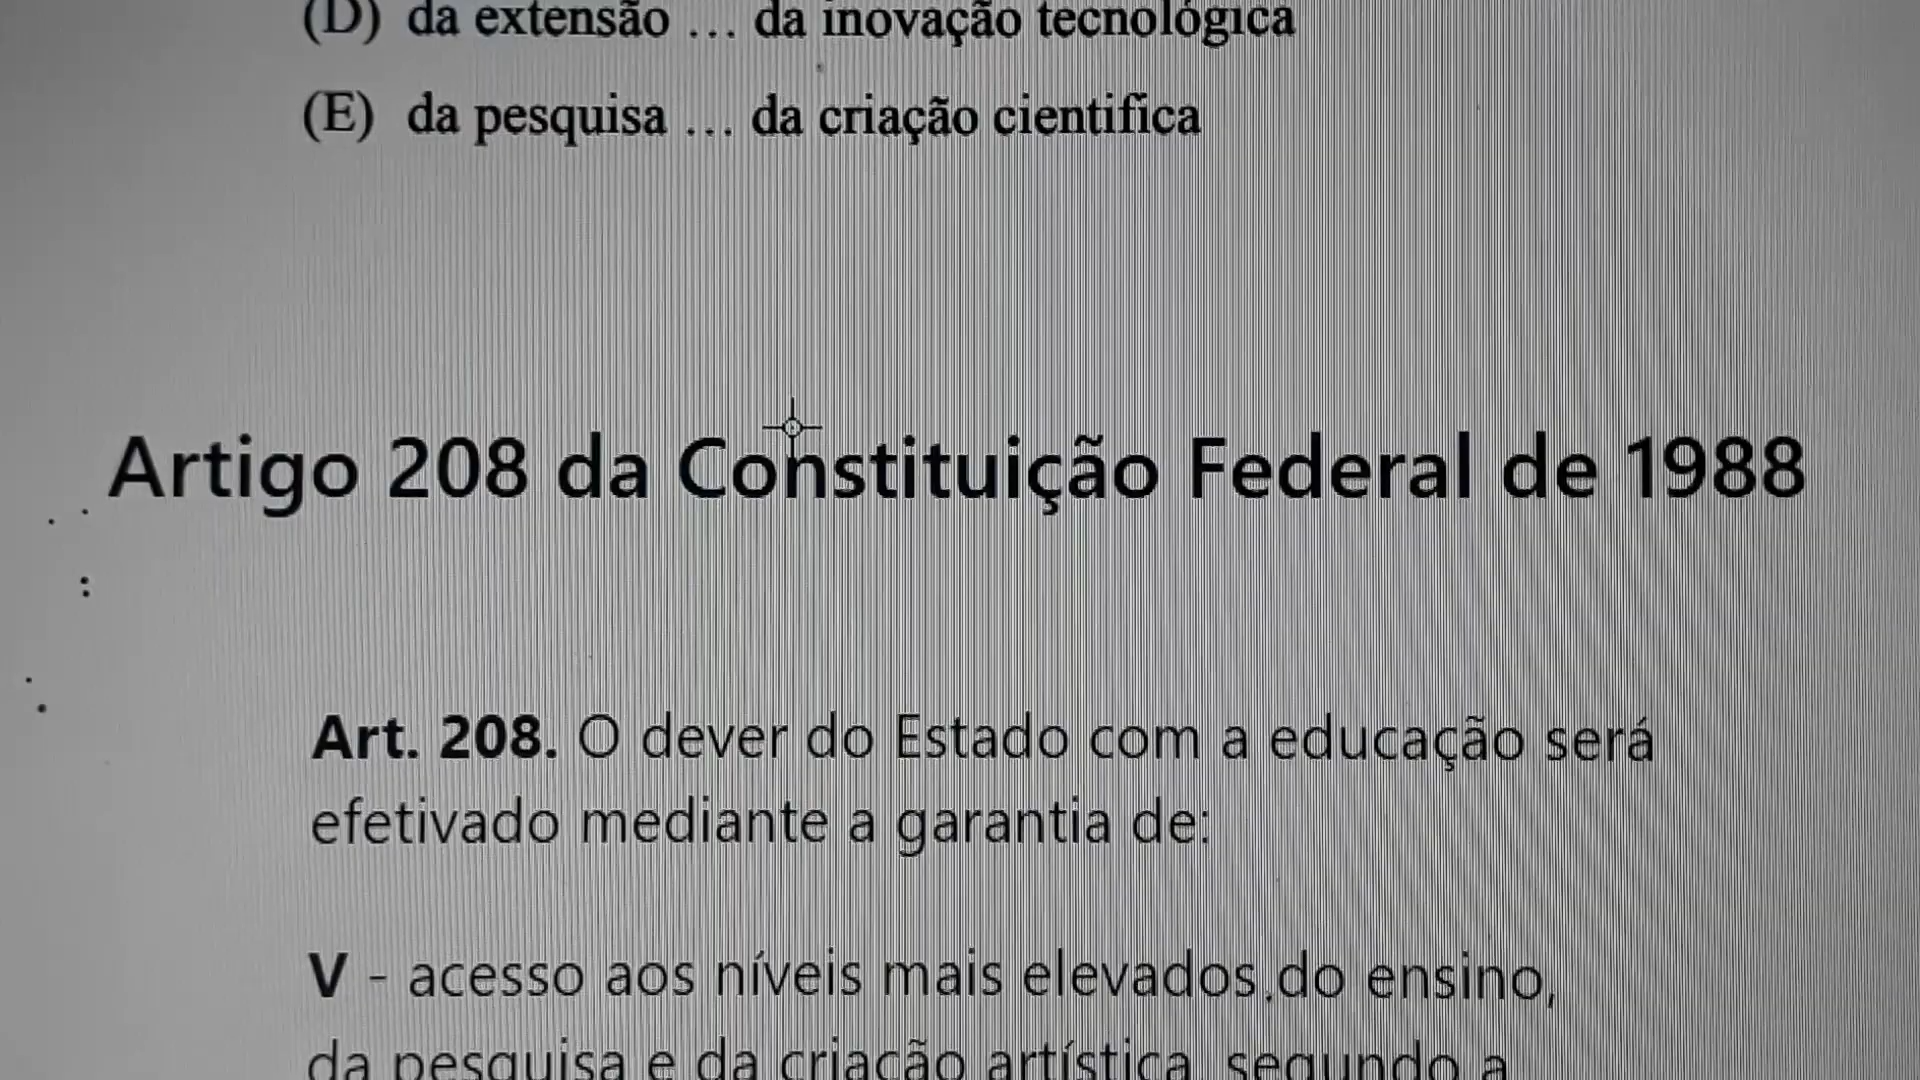 (D) da extensão ... da inovação tecnológica
(E) da pesquisa ... da criação cientifica
Artigo 208 da Constituição Federal de 1988
Art. 208. O dever do Estado com a educação será
efetivado mediante a garantia de:
V - acesso aos níveis mais elevados do ensino,
da pesquisa e da criação artística, segundo a